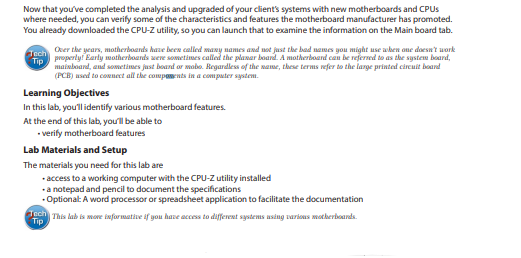 Now that you've completed the analysis and upgraded of your client's systems with new motherboards and CPUs
where needed, you can verify some of the characteristics and features the motherboard manufacturer has promoted.
You already downloaded the CPU-Z utility, so you can launch that to examine the information on the Main board tab.
Tech
Tip
Over the years, motherboards have been called many names and not just the bad names you might use when one doesn't work
properly! Early motherboards were sometimes called the planar board. A motherboard can be referred to as the system board,
mainboard, and sometimes just board or mobo. Regardless of the name, these terms refer to the large printed circuit board
(PCB) used to connect all the components in a computer system.
Learning Objectives
In this lab, you'll identify various motherboard features.
At the end of this lab, you'll be able to
• verify motherboard features
Lab Materials and Setup
The materials you need for this lab are
• access to a working computer with the CPU-Z utility installed
• a notepad and pencil to document the specifications
• Optional: A word processor or spreadsheet application to facilitate the documentation
Tech
Tip
This lab is more informative if you have access to different systems using various motherboards.